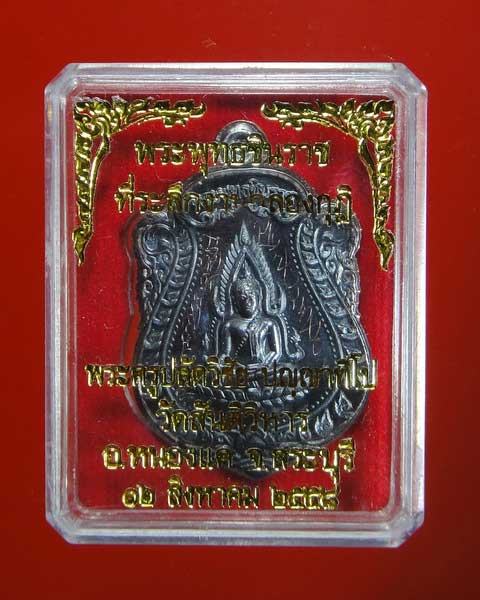 พระพุทธชินราช
ที่ระลึกงานฉลองกุฏิ
พระครูปลัดวิชัย ปญฺญาทีโป
วัดสันติวิหาร
อ.หนองแค จ.สระบุรี
๑๒ สิงหาคม ๒๕๕๘